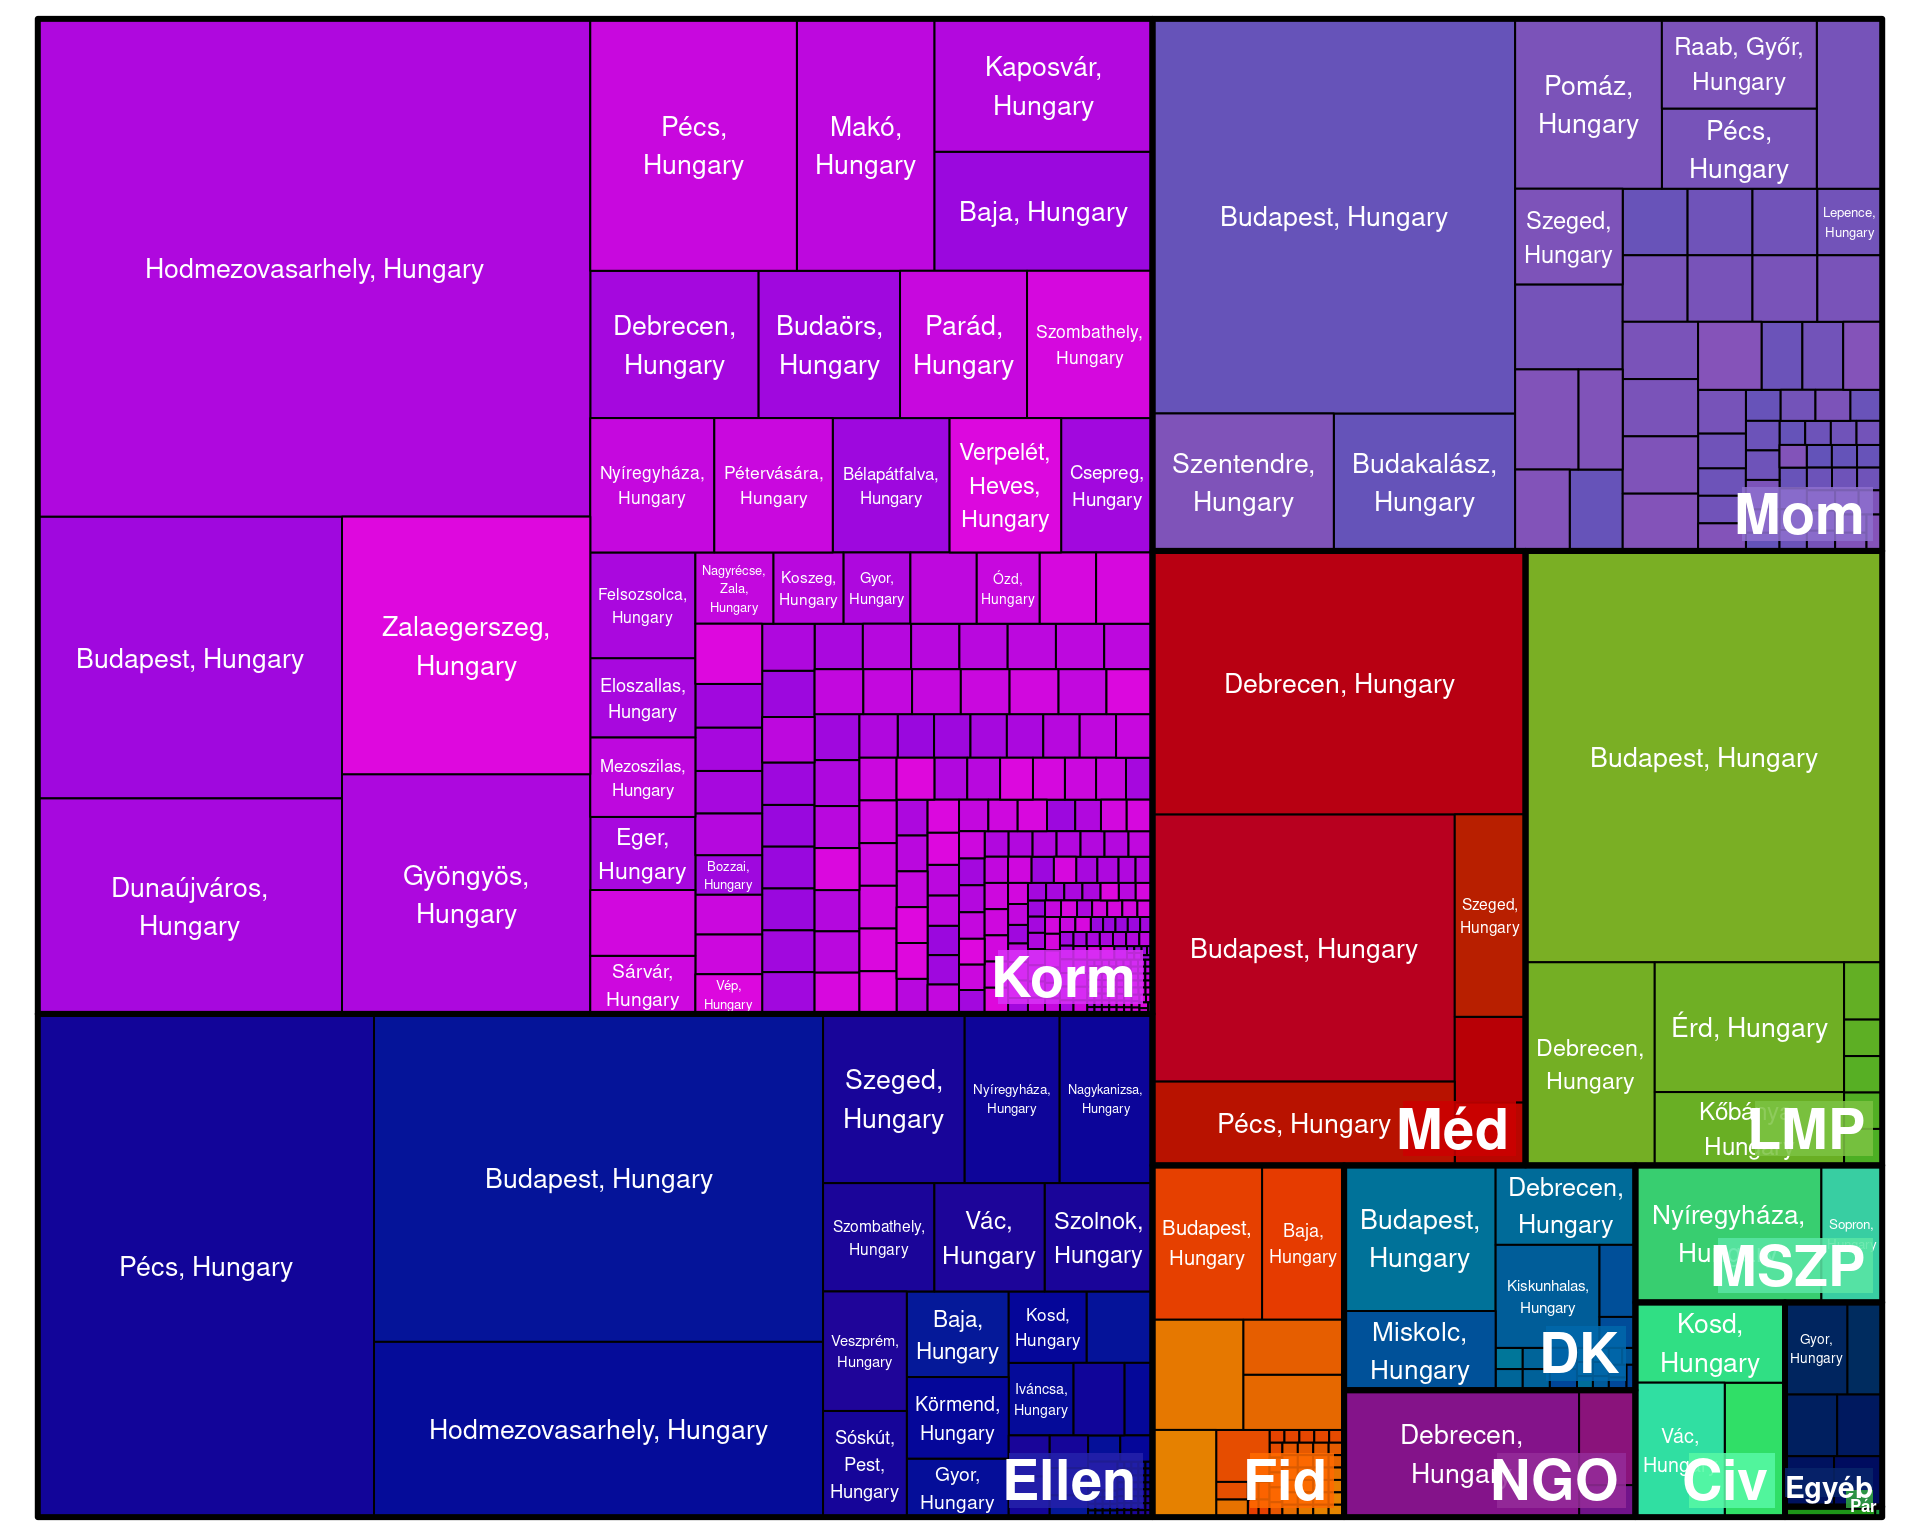 Hodmezovasarhely, Hungary
Pécs,
Hungary
Makó,
Hungary
Kaposvár,
Hungary
Baja, Hungary
Debrecen,
Hungary
Budaörs,
Hungary
Parád,
Hungary
Szombathely,
Hungary
Nyíregyháza,
Hungary
Pétervására,
Hungary
Bélapátfalva,
Hungary
Verpelét,
Heves,
Hungary
Csepreg,
Hungary
Budapest, Hungary
Zalaegerszeg,
Hungary
Dunaújváros,
Hungary
Gyöngyös,
Hungary
Felsozsolca,
Hungary
Nagyrécse,
Zala,
Hungary
Koszeg,
Hungary
Gyor,
Hungary
Ózd,
Hungary
Eloszallas,
Hungary
Mezoszilas,
Hungary
Eger,
Hungary
Bozzai,
Hungary
Sárvár,
Hungary
Vép,
Hungary
Korm
Budapest, Hungary
Pomáz,
Hungary
Raab, Győr,
Hungary
Pécs,
Hungary
Szeged,
Hungary
Lepence,
Hungary
Szentendre,
Hungary
Budakalász,
Hungary
Mom
Debrecen, Hungary
Budapest, Hungary
Szeged,
Hungary
Pécs, Hungary
Méd
Budapest, Hungary
Debrecen,
Hungary
Érd, Hungary
Kőbánya,
Hungary
LMP
Pécs, Hungary
Budapest, Hungary
Hodmezovasarhely, Hungary
Szeged,
Hungary
Nyíregyháza,
Hungary
Nagykanizsa,
Hungary
Szombathely,
Hungary
Vác,
Hungary
Szolnok,
Hungary
Veszprém,
Hungary
Baja,
Hungary
Kosd,
Hungary
Iváncsa,
Hungary
Körmend,
Hungary
Sóskút,
Pest,
Hungary
Gyor,
Hungary
Ellen
Budapest,
Hungary
Baja,
Hungary
Fid
Budapest,
Hungary
Debrecen,
Hungary
Kiskunhalas,
Hungary
Miskolc,
Hungary
DK
Debrecen,
Hungary
NGO
Nyíregyháza,
Hungary
Sopron,
MSZP
Kosd,
Hungary
Vác,
Hungary
Civ
Gyor,
Hungary
Egyéb
Pár